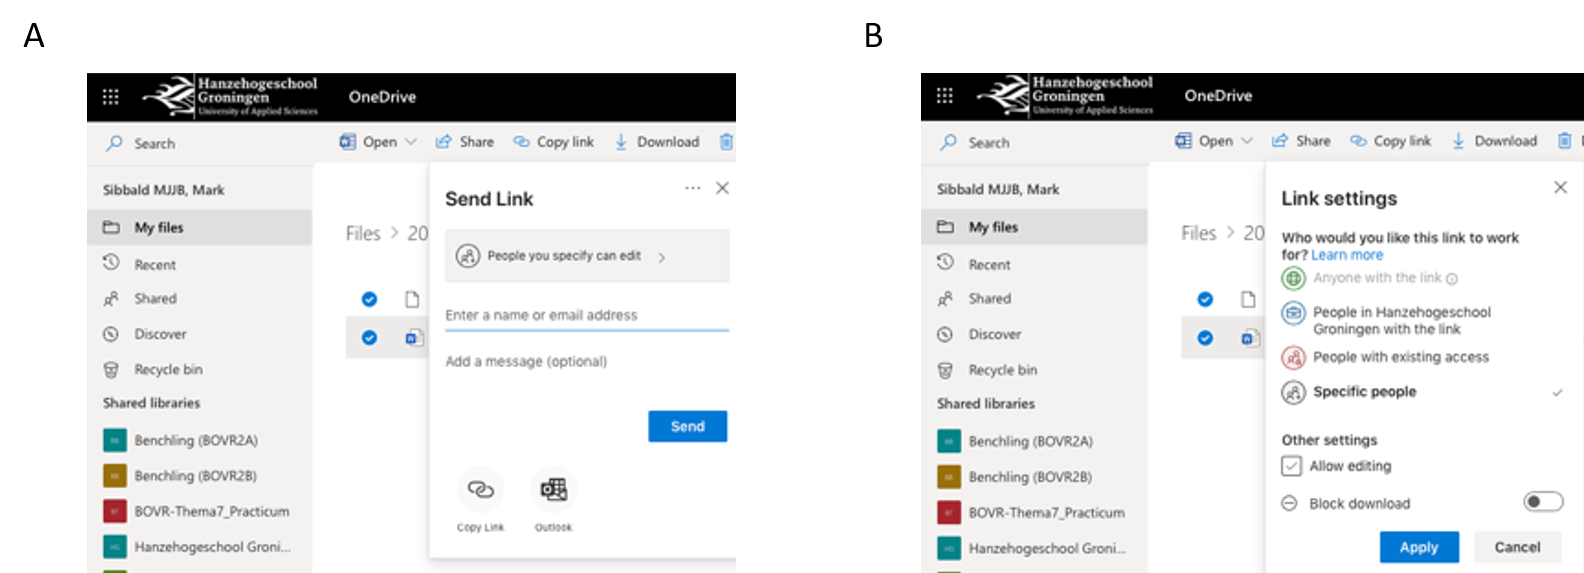 A
Hanzehogeschool
Groningen
University of Applied Sciences
OneDrive
Search
Open
Share
Copy link
Download
Sibbald MJJB, Mark
My files
Recent
Shared
Discover
Recycle bin
Shared libraries
Benchling (BOVR2A)
Benchling (BOVR2B)
BOVR-Thema7_Practicum
Hanzehogeschool Groni...
Files > 20
Send Link
People you specify can edit
Enter a name or email address
Add a message (optional)
Send
Copy Link
Outlook
B
Hanzehogeschool
Groningen
University of Applied Sciences
OneDrive
Search
Open
Share
Copy link
Download
Sibbald MJJB, Mark
My files
Recent
Shared
Discover
Recycle bin
Shared libraries
Benchling (BOVR2A)
Benchling (BOVR2B)
BOVR-Thema7_Practicum
Hanzehogeschool Groni...
Files > 20
Link settings
Who would you like this link to work
for? Learn more
Anyone with the link
People in Hanzehogeschool
Groningen with the link
People with existing access
Specific people
Other settings
Allow editing
Block download
Apply
Cancel